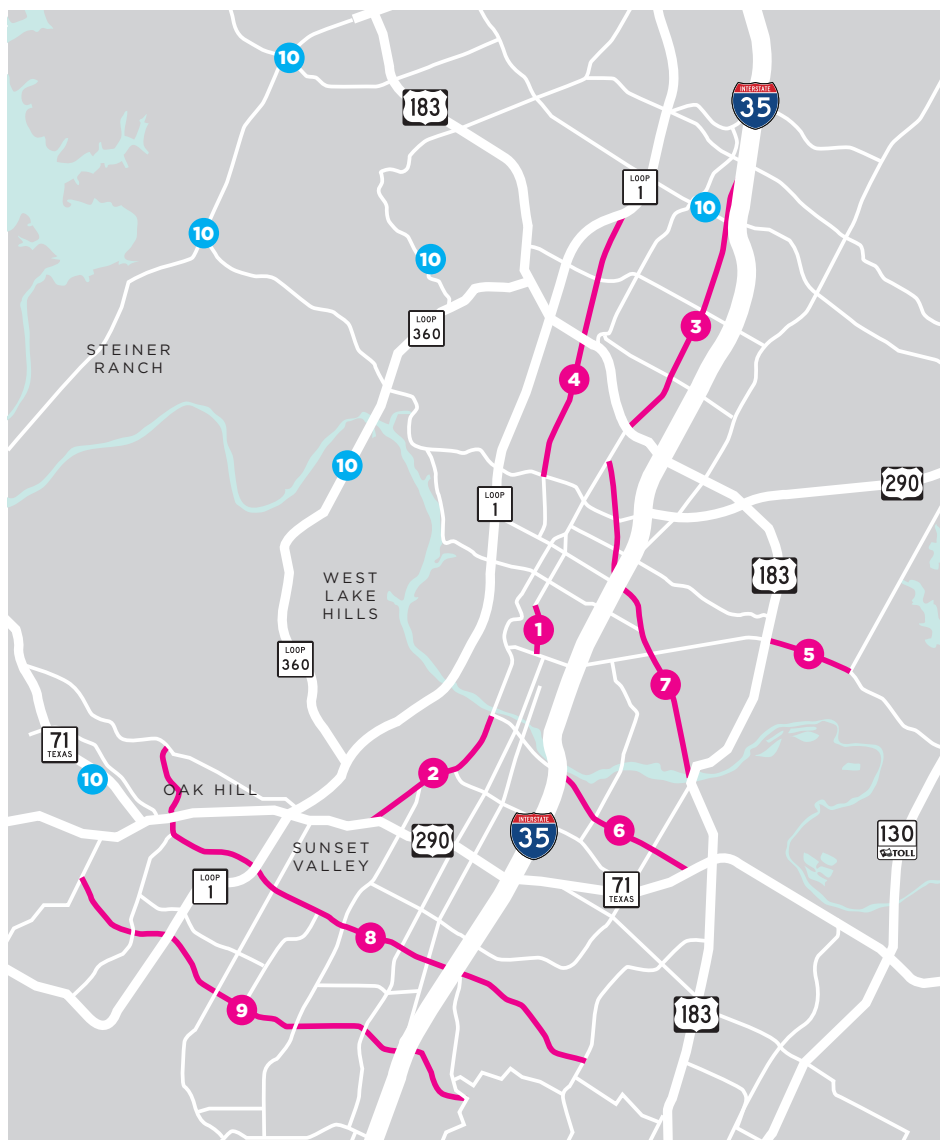 10
183
INTERSTATE
35
LOOP
1
10
10
10
LOOP
360
3
STEINER
RANCH
4
10
290
LOOP
1
183
WEST
LAKE
HILLS
1
5
LOOP
360
7
71
TEXAS
10
2
OAK HILL
6
INTERSTATE
35
290
130
TOLL
SUNSET
VALLEY
LOOP
1
71
TEXAS
8
9
183